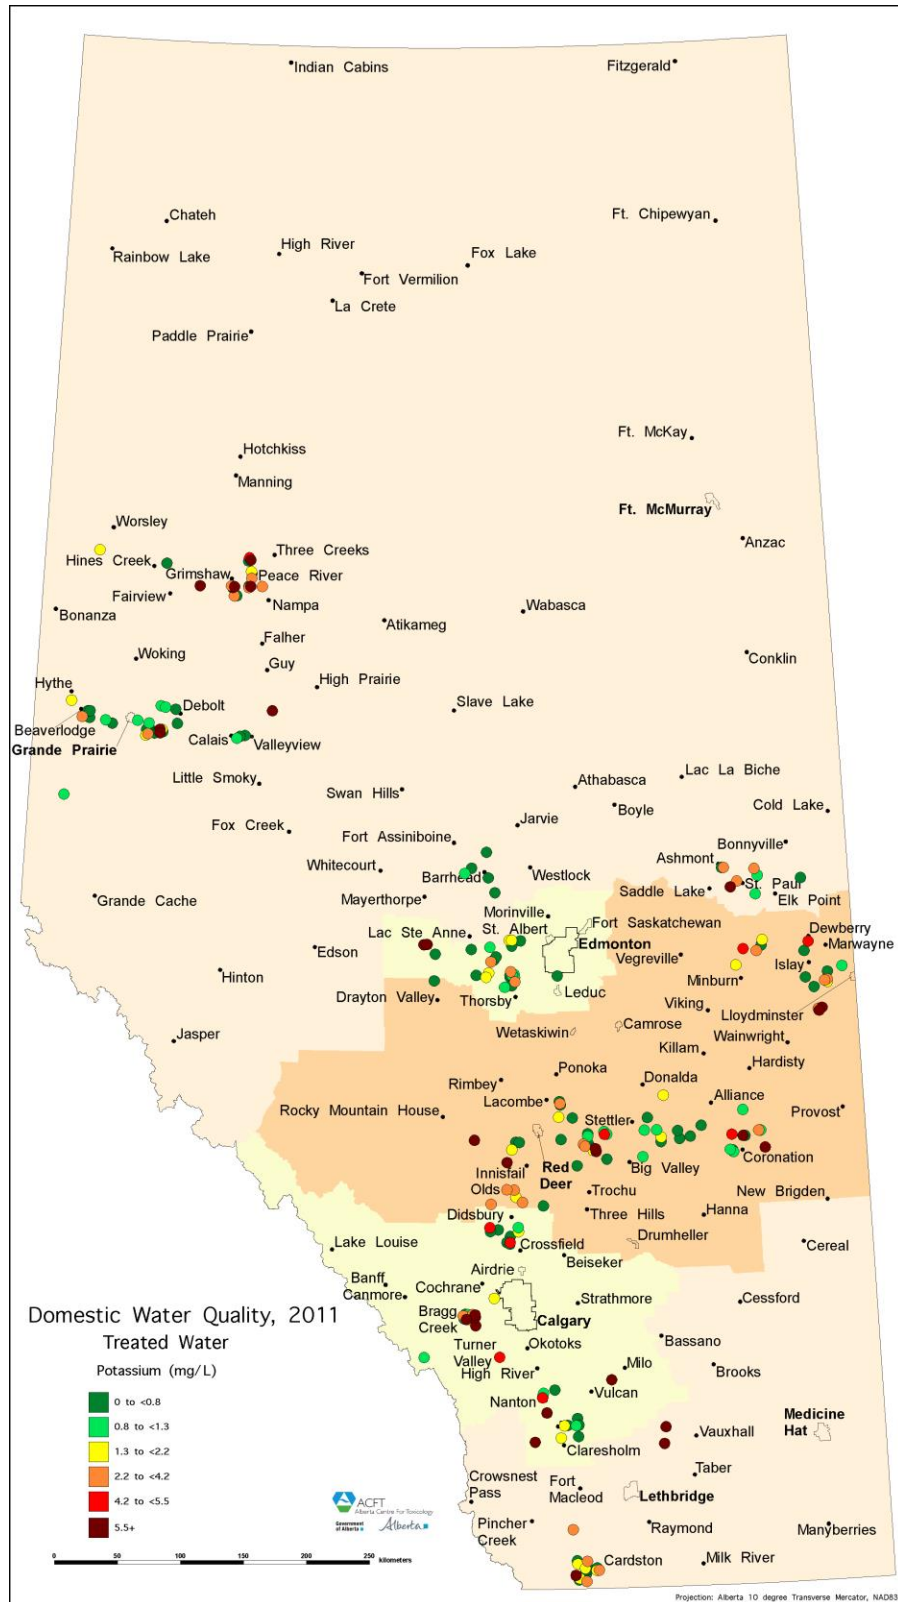 Indian Cabins
Fitzgerald
Chateh
Ft. Chipewyan
Rainbow Lake
High River
Fox Lake
Fort Vermilion
La Crete
Paddle Prairie
Ft. McKay
Hotchkiss
Manning
Ft. McMurray
Worsley
Anzac
Hines Creek
Three Creeks
Grimshaw
Peace River
Fairview
Nampa
Bonanza
Wabasca
Atikameg
Falher
Woking
Guy
Conklin
Hythe
High Prairie
Debolt
Slave Lake
Beaverlodge
Grande Prairie
Calais
Valleyview
Little Smoky
Athabasca
Lac La Biche
Swan Hills
Boyle
Cold Lake
Fox Creek
Jarvie
Fort Assiniboine
Bonnyville
Whitecourt
Barrhead
Westlock
Ashmont
St. Paul
Saddle Lake
Elk Point
Grande Cache
Mayerthorpe
Morinville
Fort Saskatchewan
Lac Ste Anne
St. Albert
Edmonton
Dewberry
Marwayne
Edson
Vegreville
Islay
Hinton
Minburn
Drayton Valley
Thorsby
Leduc
Viking
Lloydminster
Jasper
Wetaskiwin
Camrose
Wainwright
Killam
Hardisty
Ponoka
Rimbey
Donalda
Lacombe
Alliance
Rocky Mountain House
Stettler
Provost
Red
Deer
Big Valley
Coronation
Innisfail
Olds
Trochu
New Brigden
Didsbury
Three Hills
Hanna
Drumheller
Lake Louise
Crossfield
Cereal
Beiseker
Airdrie
Banff
Cochrane
Canmore
Strathmore
Cessford
Bragg
Creek
Calgary
Turner
Valley
Okotoks
Bassano
High River
Milo
Brooks
Nanton
Vulcan
Medicine
Hat
Claresholm
Vauxhall
Taber
Crowsnest
Pass
Fort
Macleod
Lethbridge
Pincher
Creek
Raymond
Manyberries
Cardston
Milk River
Domestic Water Quality, 2011
Treated Water
Potassium (mg/L)
0 to <0.8
0.8 to <1.3
1.3 to <2.2
2.2 to <4.2
4.2 to <5.5
5.5+
ACFT
Alberta Centre For Toxicology
Government
of Alberta
Alberta
0 50 100 150 200 250
kilometers
Projection: Alberta 10 degree Transverse Mercator, NAD83